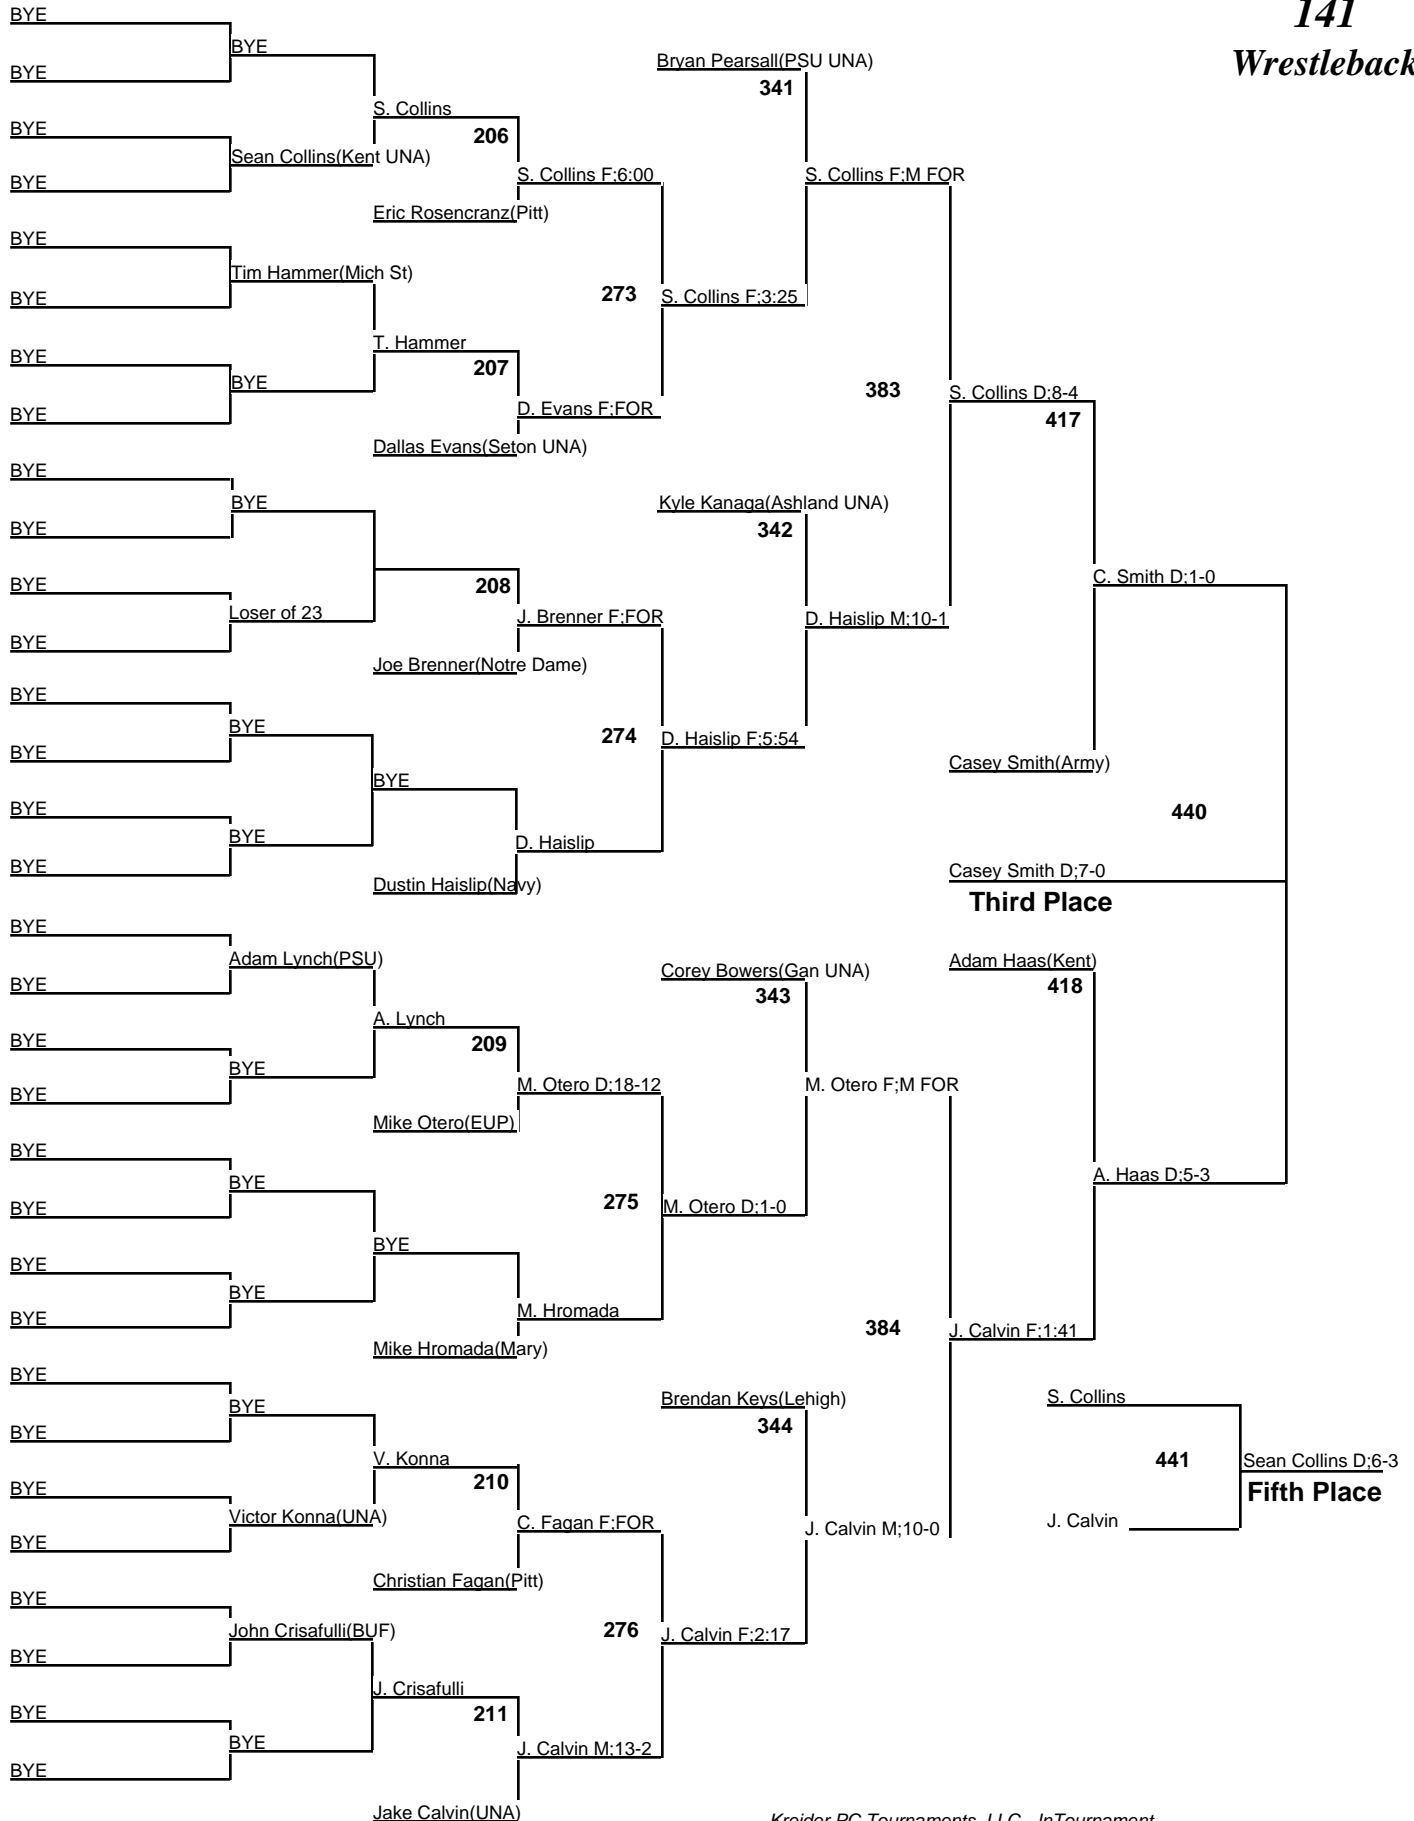 141
Wrestleback
BYE
BYE
BYE
Bryan Pearsall(PSU UNA)
341
S. Collins
206
BYE
Sean Collins(Kent UNA)
BYE
S. Collins F;6:00
S. Collins F;M FOR
Eric Rosencranz(Pitt)
BYE
Tim Hammer(Mich St)
BYE
273
S. Collins F;3:25
T. Hammer
207
BYE
BYE
383
S. Collins D;8-4
417
BYE
D. Evans F;FOR
Dallas Evans(Seton UNA)
BYE
BYE
Kyle Kanaga(Ashland UNA)
342
BYE
208
C. Smith D;1-0
BYE
Loser of 23
J. Brenner F;FOR
D. Haislip M;10-1
BYE
Joe Brenner(Notre Dame)
BYE
BYE
274
D. Haislip F;5:54
BYE
Casey Smith(Army)
BYE
BYE
440
BYE
D. Haislip
BYE
Casey Smith D;7-0
Dustin Haislip(Navy)
Third Place
BYE
Adam Lynch(PSU)
Corey Bowers(Gan UNA)
Adam Haas(Kent)
BYE
343
418
A. Lynch
BYE
209
BYE
M. Otero D;18-12
M. Otero F;M FOR
BYE
Mike Otero(EUP)
BYE
BYE
A. Haas D;5-3
BYE
275
M. Otero D;1-0
BYE
BYE
BYE
BYE
M. Hromada
384
J. Calvin F;1:41
Mike Hromada(Mary)
BYE
BYE
Brendan Keys(Lehigh)
344
S. Collins
BYE
V. Konna
210
441
Sean Collins D;6-3
Fifth Place
BYE
Victor Konna(UNA)
C. Fagan F;FOR
J. Calvin M;10-0
J. Calvin
BYE
Christian Fagan(Pitt)
BYE
John Crisafulli(BUF)
276
J. Calvin F;2:17
BYE
J. Crisafulli
211
BYE
BYE
J. Calvin M;13-2
BYE
Jake Calvin(UNA)
Kreider PC Tournaments, LLC - InTournament